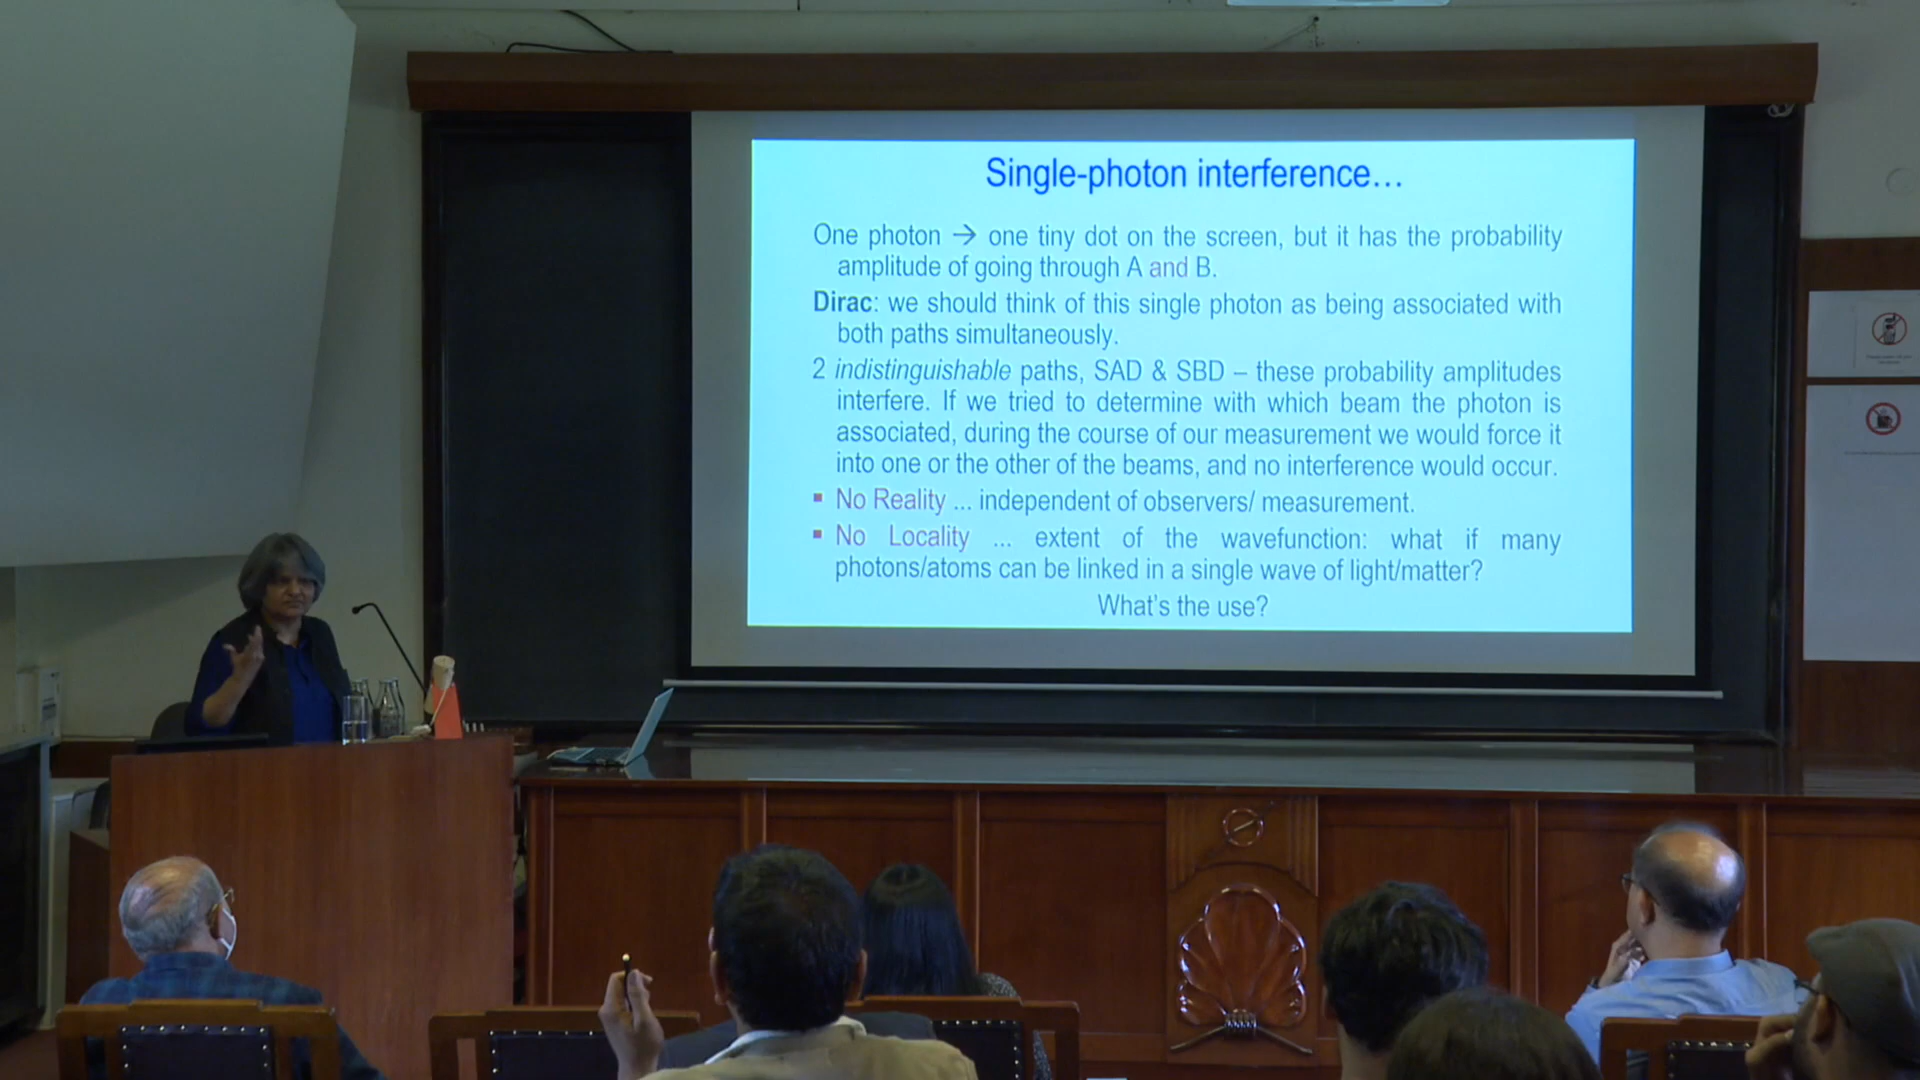 Single-photon interference…
One photon → one tiny dot on the screen, but it has the probability
amplitude of going through A and B.
Dirac: we should think of this single photon as being associated with
both paths simultaneously.
2 indistinguishable paths, SAD & SBD – these probability amplitudes
interfere. If we tried to determine with which beam the photon is
associated, during the course of our measurement we would force it
into one or the other of the beams, and no interference would occur.
▪ No Reality ... independent of observers/ measurement.
▪ No Locality ... extent of the wavefunction: what if many
photons/atoms can be linked in a single wave of light/matter?
What's the use?